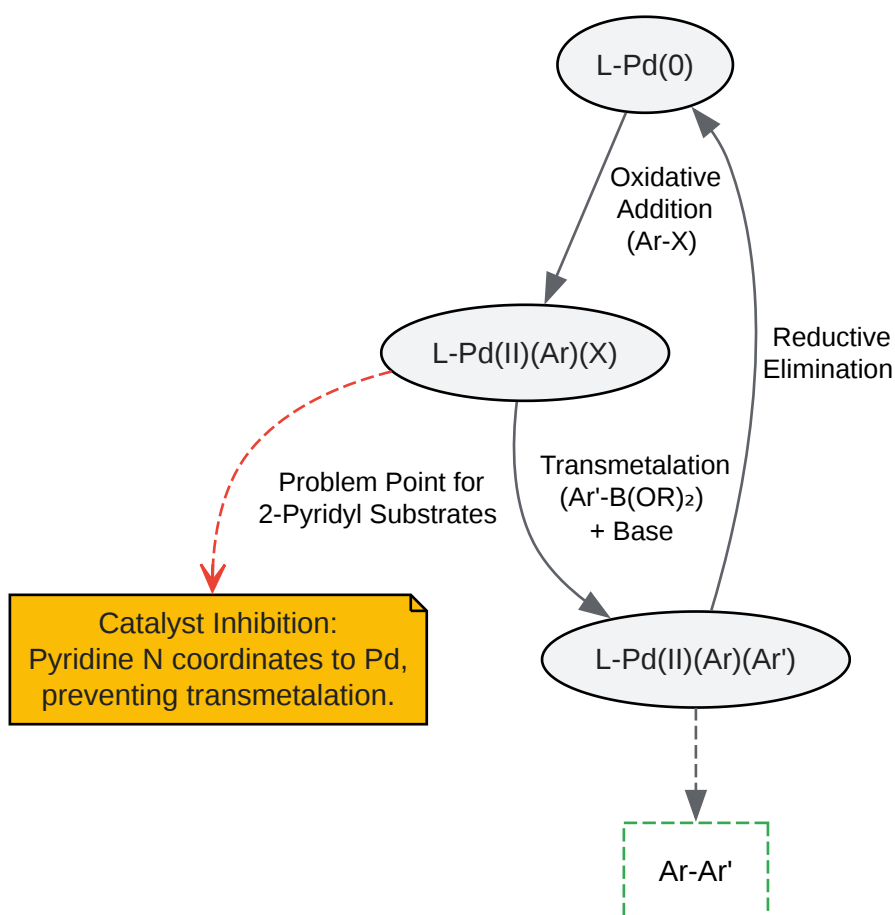 L-Pd(0)
Oxidative
Addition
(Ar-X)
L-Pd(II)(Ar)(X)
Reductive
Elimination
Problem Point for
2-Pyridyl Substrates
Transmetalation
(Ar'-B(OR)₂)
+ Base
Catalyst Inhibition:
Pyridine N coordinates to Pd,
preventing transmetalation.
L-Pd(II)(Ar)(Ar')
Ar-Ar'